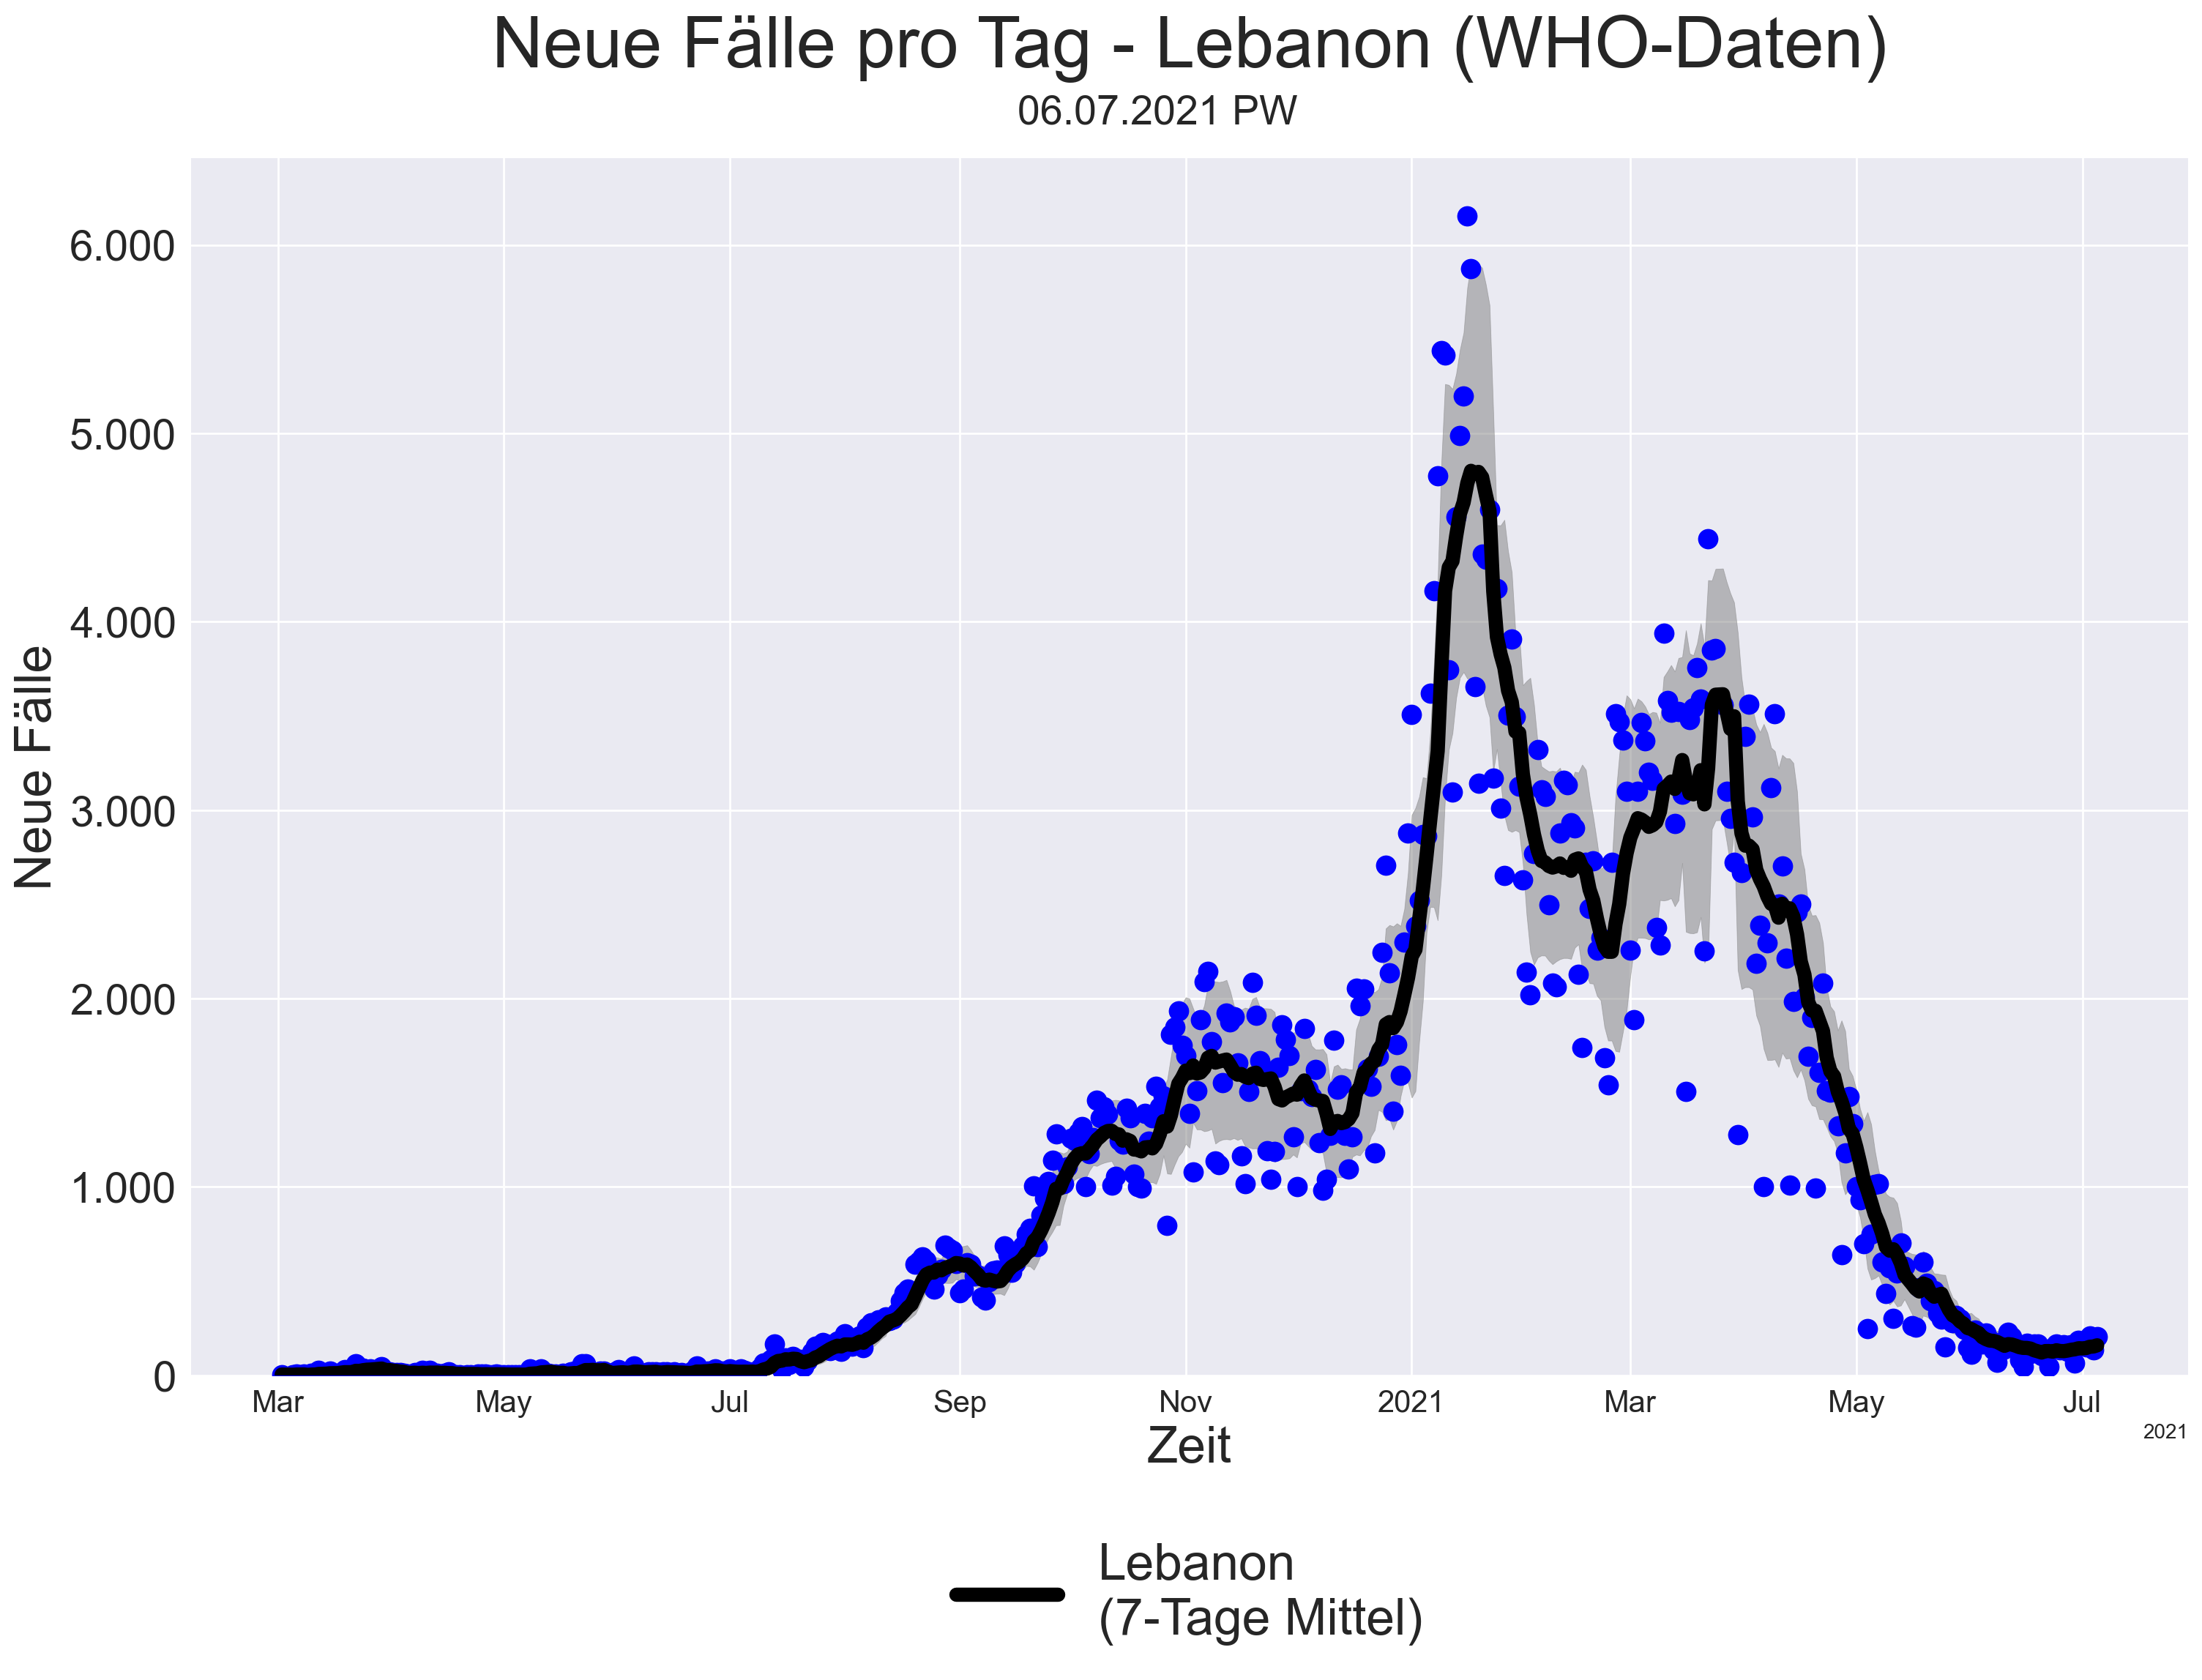 Neue Fälle pro Tag - Lebanon (WHO-Daten)
06.07.2021 PW
6.000
5.000
4.000
3.000
2.000
1.000
0
Neue Fälle
Mar May Jul Sep Nov 2021 Mar May Jul
2021
Zeit
Lebanon
(7-Tage Mittel)